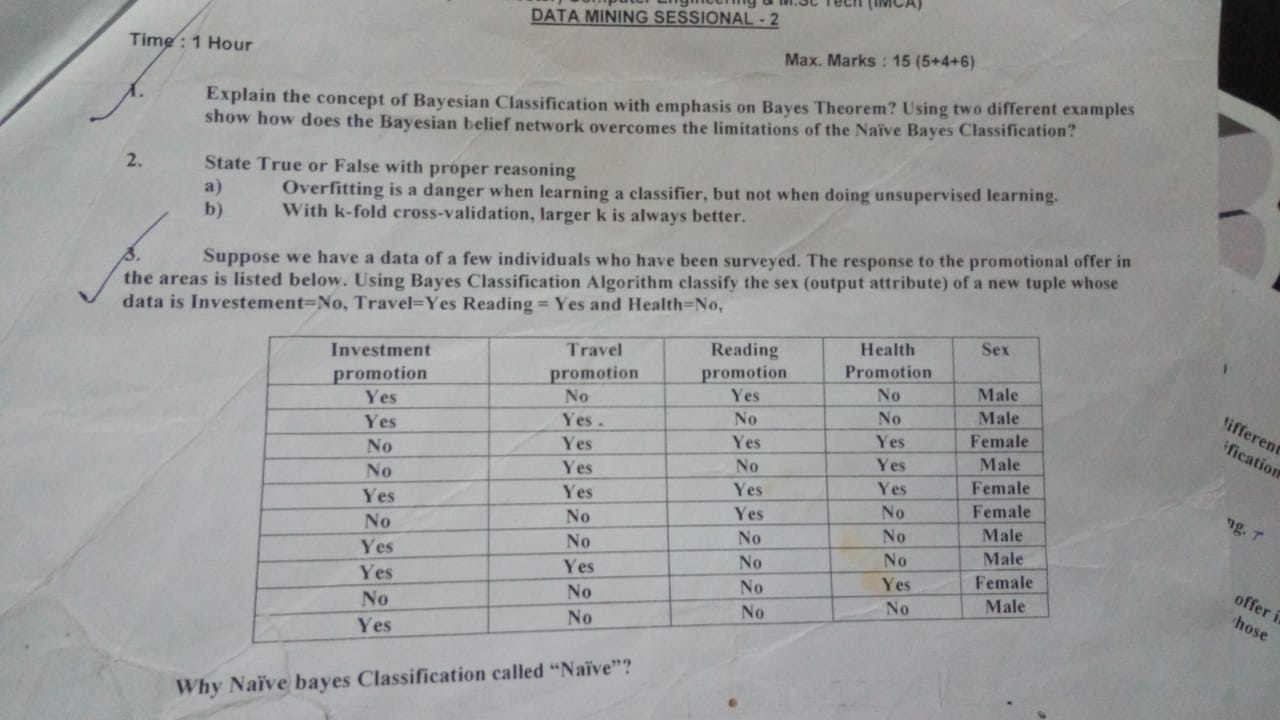 Computer Engineering & M.Sc Tech (IMCA)
DATA MINING SESSIONAL - 2
Time : 1 Hour
Max. Marks : 15 (5+4+6)
1. Explain the concept of Bayesian Classification with emphasis on Bayes Theorem? Using two different examples
show how does the Bayesian belief network overcomes the limitations of the Naïve Bayes Classification?
2. State True or False with proper reasoning
a) Overfitting is a danger when learning a classifier, but not when doing unsupervised learning.
b) With k-fold cross-validation, larger k is always better.
3. Suppose we have a data of a few individuals who have been surveyed. The response to the promotional offer in
the areas is listed below. Using Bayes Classification Algorithm classify the sex (output attribute) of a new tuple whose
data is Investement=No, Travel=Yes Reading = Yes and Health=No,
Investment Travel Reading Health Sex
promotion promotion promotion Promotion
Yes No Yes No Male
Yes Yes No No Male
No Yes Yes Yes Female
No Yes No Yes Male
Yes Yes Yes Yes Female
No No Yes No Female
Yes No No No Male
Yes Yes No No Male
No No No Yes Female
Yes No No No Male
Why Naïve bayes Classification called “Naïve”?
different
ification
ng.
offer i
hose